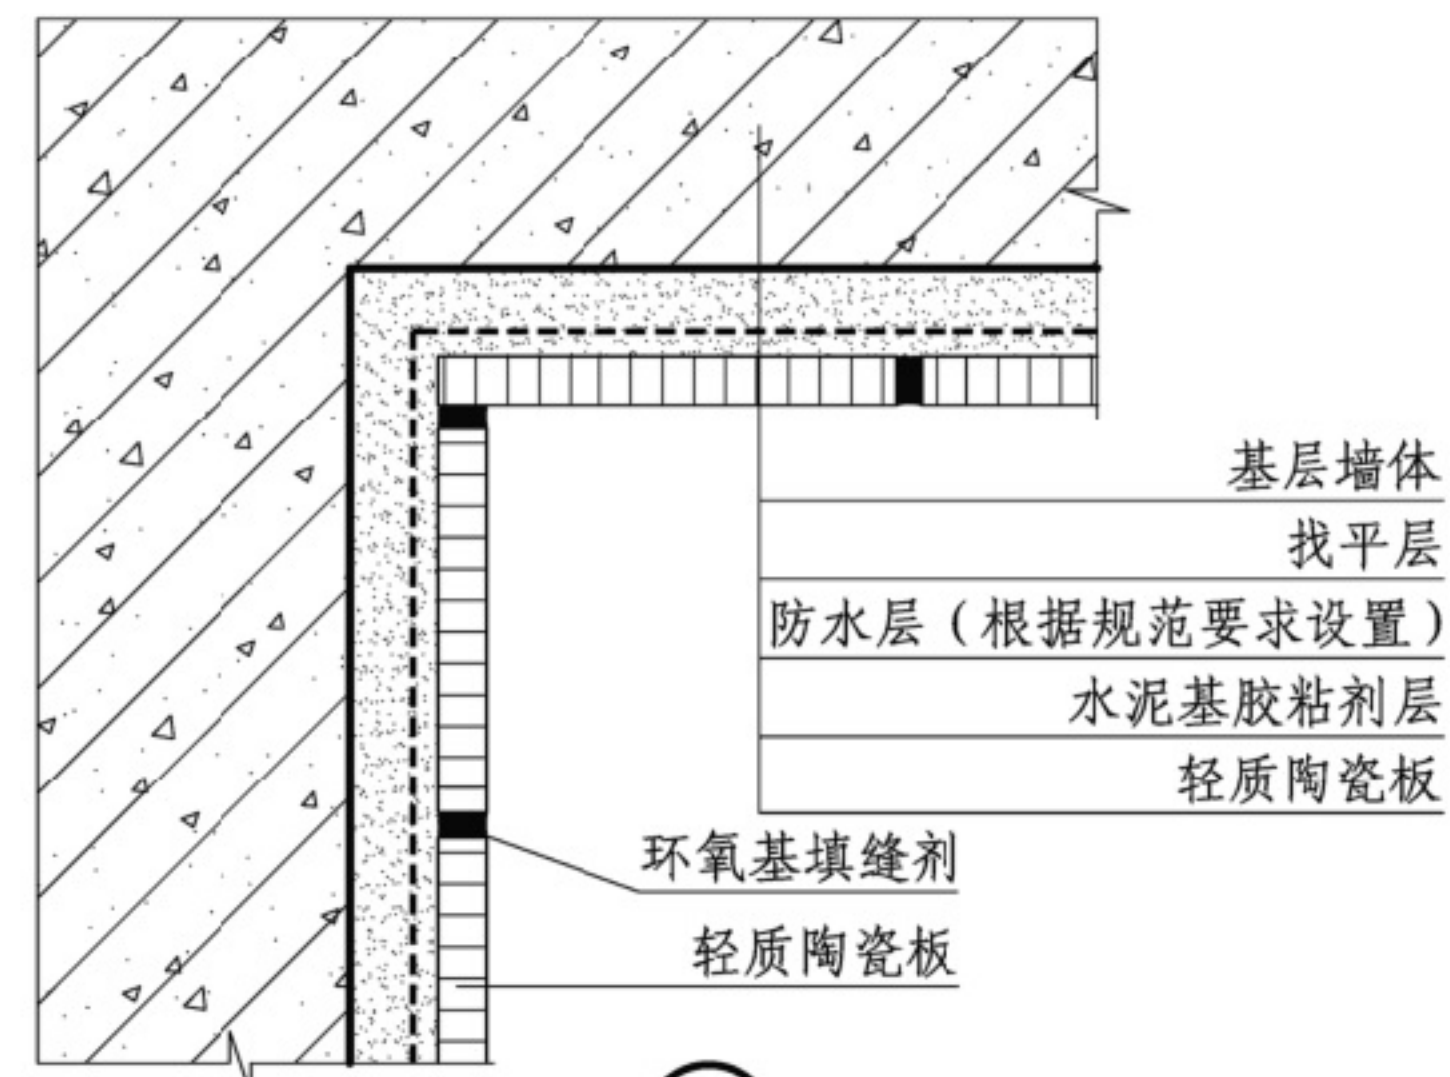 基层墙体
找平层
防水层（根据规范要求设置）
水泥基胶粘剂层
轻质陶瓷板
环氧基填缝剂
轻质陶瓷板